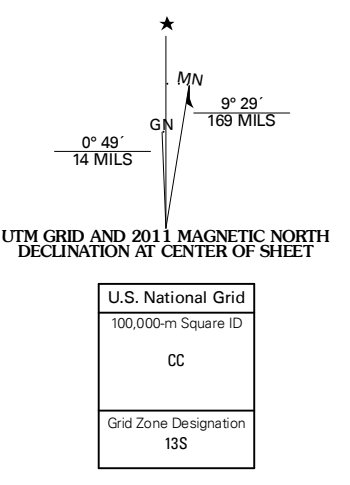 MN
GN
9° 29´
169 MILS
0° 49´
14 MILS
UTM GRID AND 2011 MAGNETIC NORTH
DECLINATION AT CENTER OF SHEET
U.S. National Grid
100,000-m Square ID
CC
Grid Zone Designation
13S